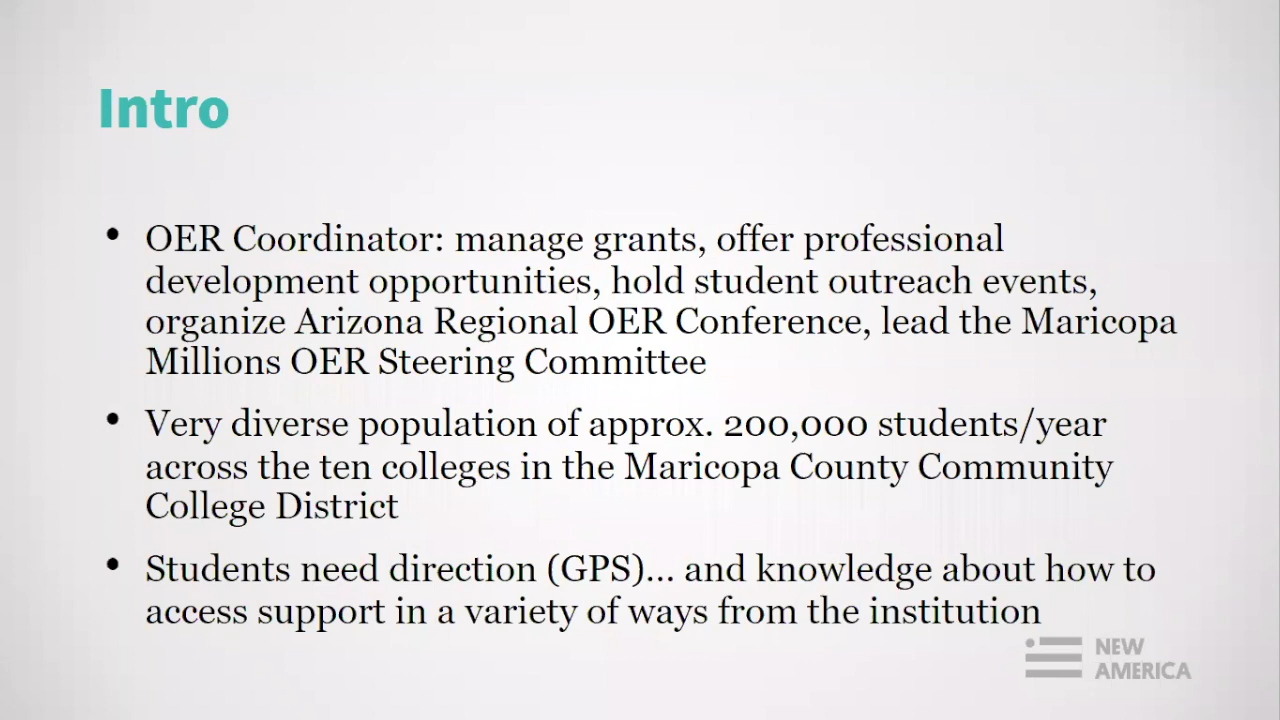 Intro
• OER Coordinator: manage grants, offer professional
development opportunities, hold student outreach events,
organize Arizona Regional OER Conference, lead the Maricopa
Millions OER Steering Committee
• Very diverse population of approx. 200,000 students/year
across the ten colleges in the Maricopa County Community
College District
• Students need direction (GPS)... and knowledge about how to
access support in a variety of ways from the institution
NEW
AMERICA